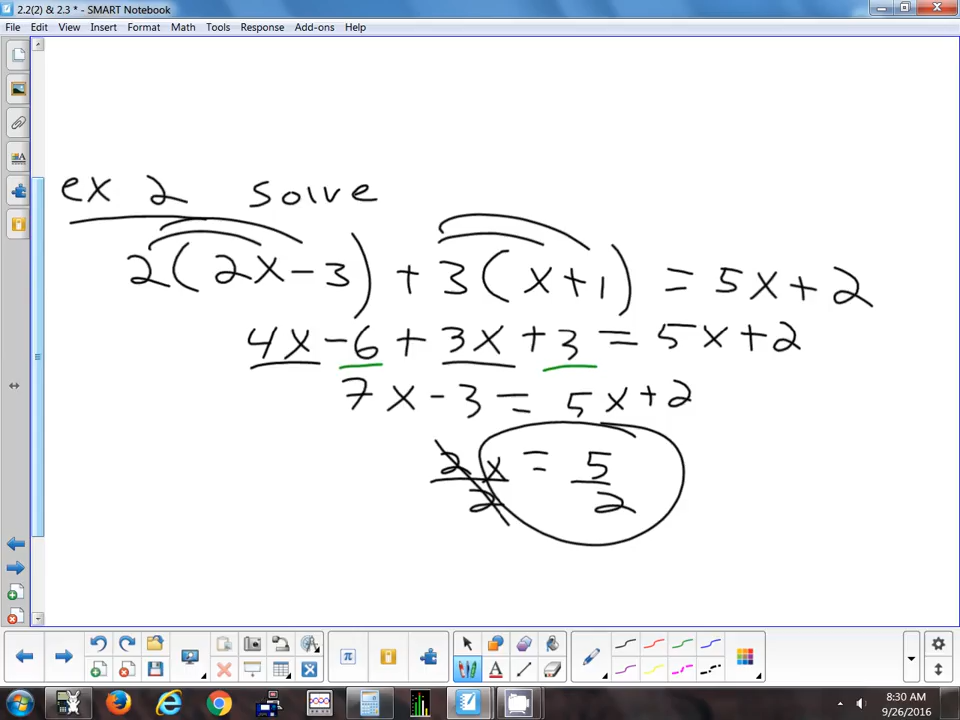 2.2(2) & 2.3 * - SMART Notebook
File Edit View Insert Format Math Tools Response Add-ons Help
ex 2 solve
2(2x-3) + 3(x+1) = 5x+2
4x-6+3x+3=5x+2
7x-3=5x+2
2x/2 = 5/2
8:30 AM
9/26/2016